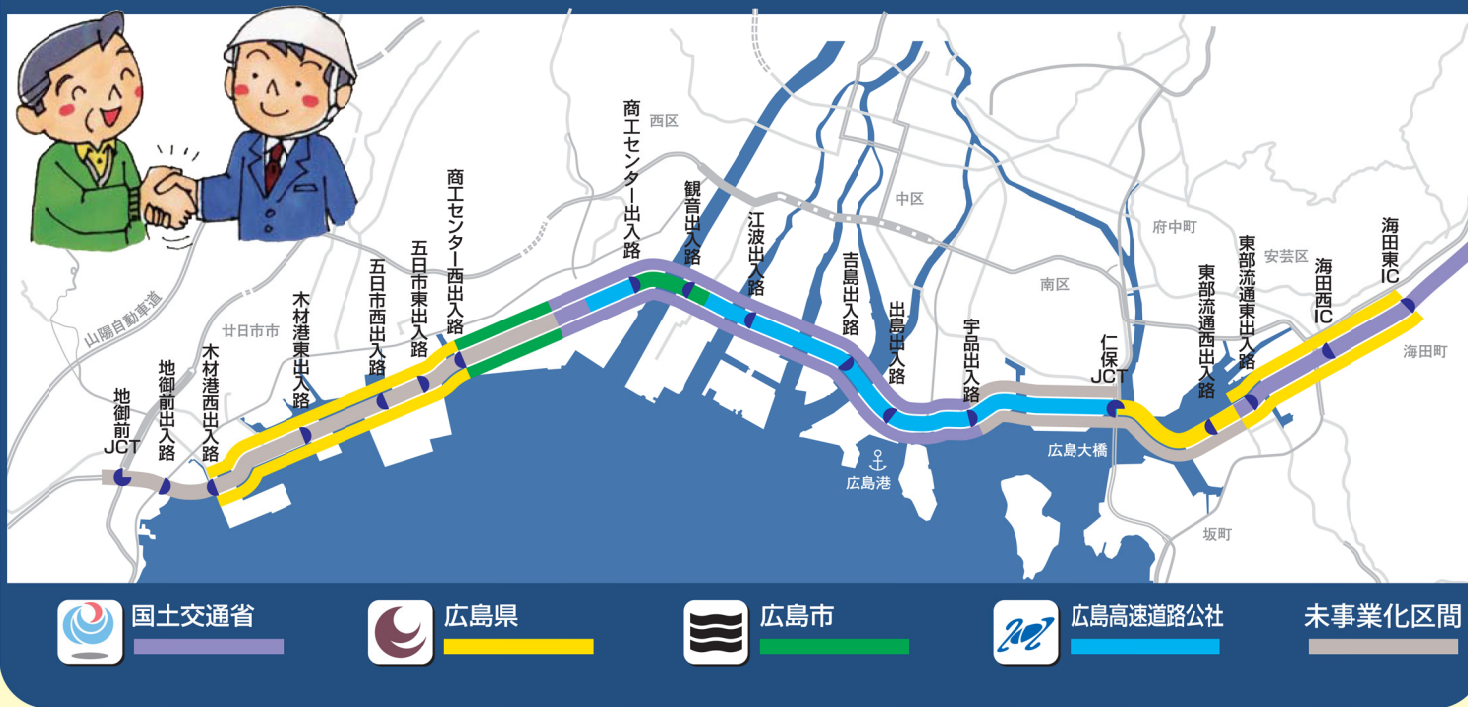 商工センター出入路
西区
観音出入路
江波出入路
中区
吉島出入路
出島出入路
宇品出入路
南区
仁保
JCT
府中町
安芸区
東部流通西出入路
東部流通東出入路
海田西IC
海田東IC
海田町
坂町
広島大橋
広島港
商工センター西出入路
五日市東出入路
五日市西出入路
木材港東出入路
木材港西出入路
地御前出入路
地御前
JCT
廿日市市
山陽自動車道
国土交通省
広島県
広島市
広島高速道路公社
未事業化区間